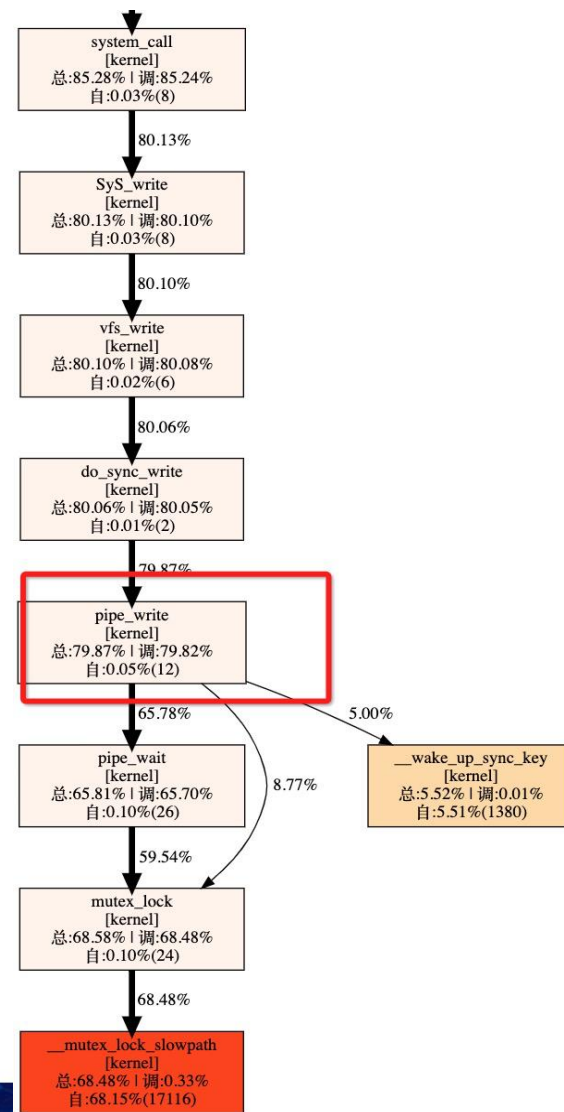 system_call
[kernel]
总:85.28% | 调:85.24%
自:0.03%(8)
80.13%
SyS_write
[kernel]
总:80.13% | 调:80.10%
自:0.03%(8)
80.10%
vfs_write
[kernel]
总:80.10% | 调:80.08%
自:0.02%(6)
80.06%
do_sync_write
[kernel]
总:80.06% | 调:80.05%
自:0.01%(2)
79.87%
pipe_write
[kernel]
总:79.87% | 调:79.82%
自:0.05%(12)
65.78%
8.77%
5.00%
pipe_wait
[kernel]
总:65.81% | 调:65.70%
自:0.10%(26)
__wake_up_sync_key
[kernel]
总:5.52% | 调:0.01%
自:5.51%(1380)
59.54%
mutex_lock
[kernel]
总:68.58% | 调:68.48%
自:0.10%(24)
68.48%
__mutex_lock_slowpath
[kernel]
总:68.48% | 调:0.33%
自:68.15%(17116)